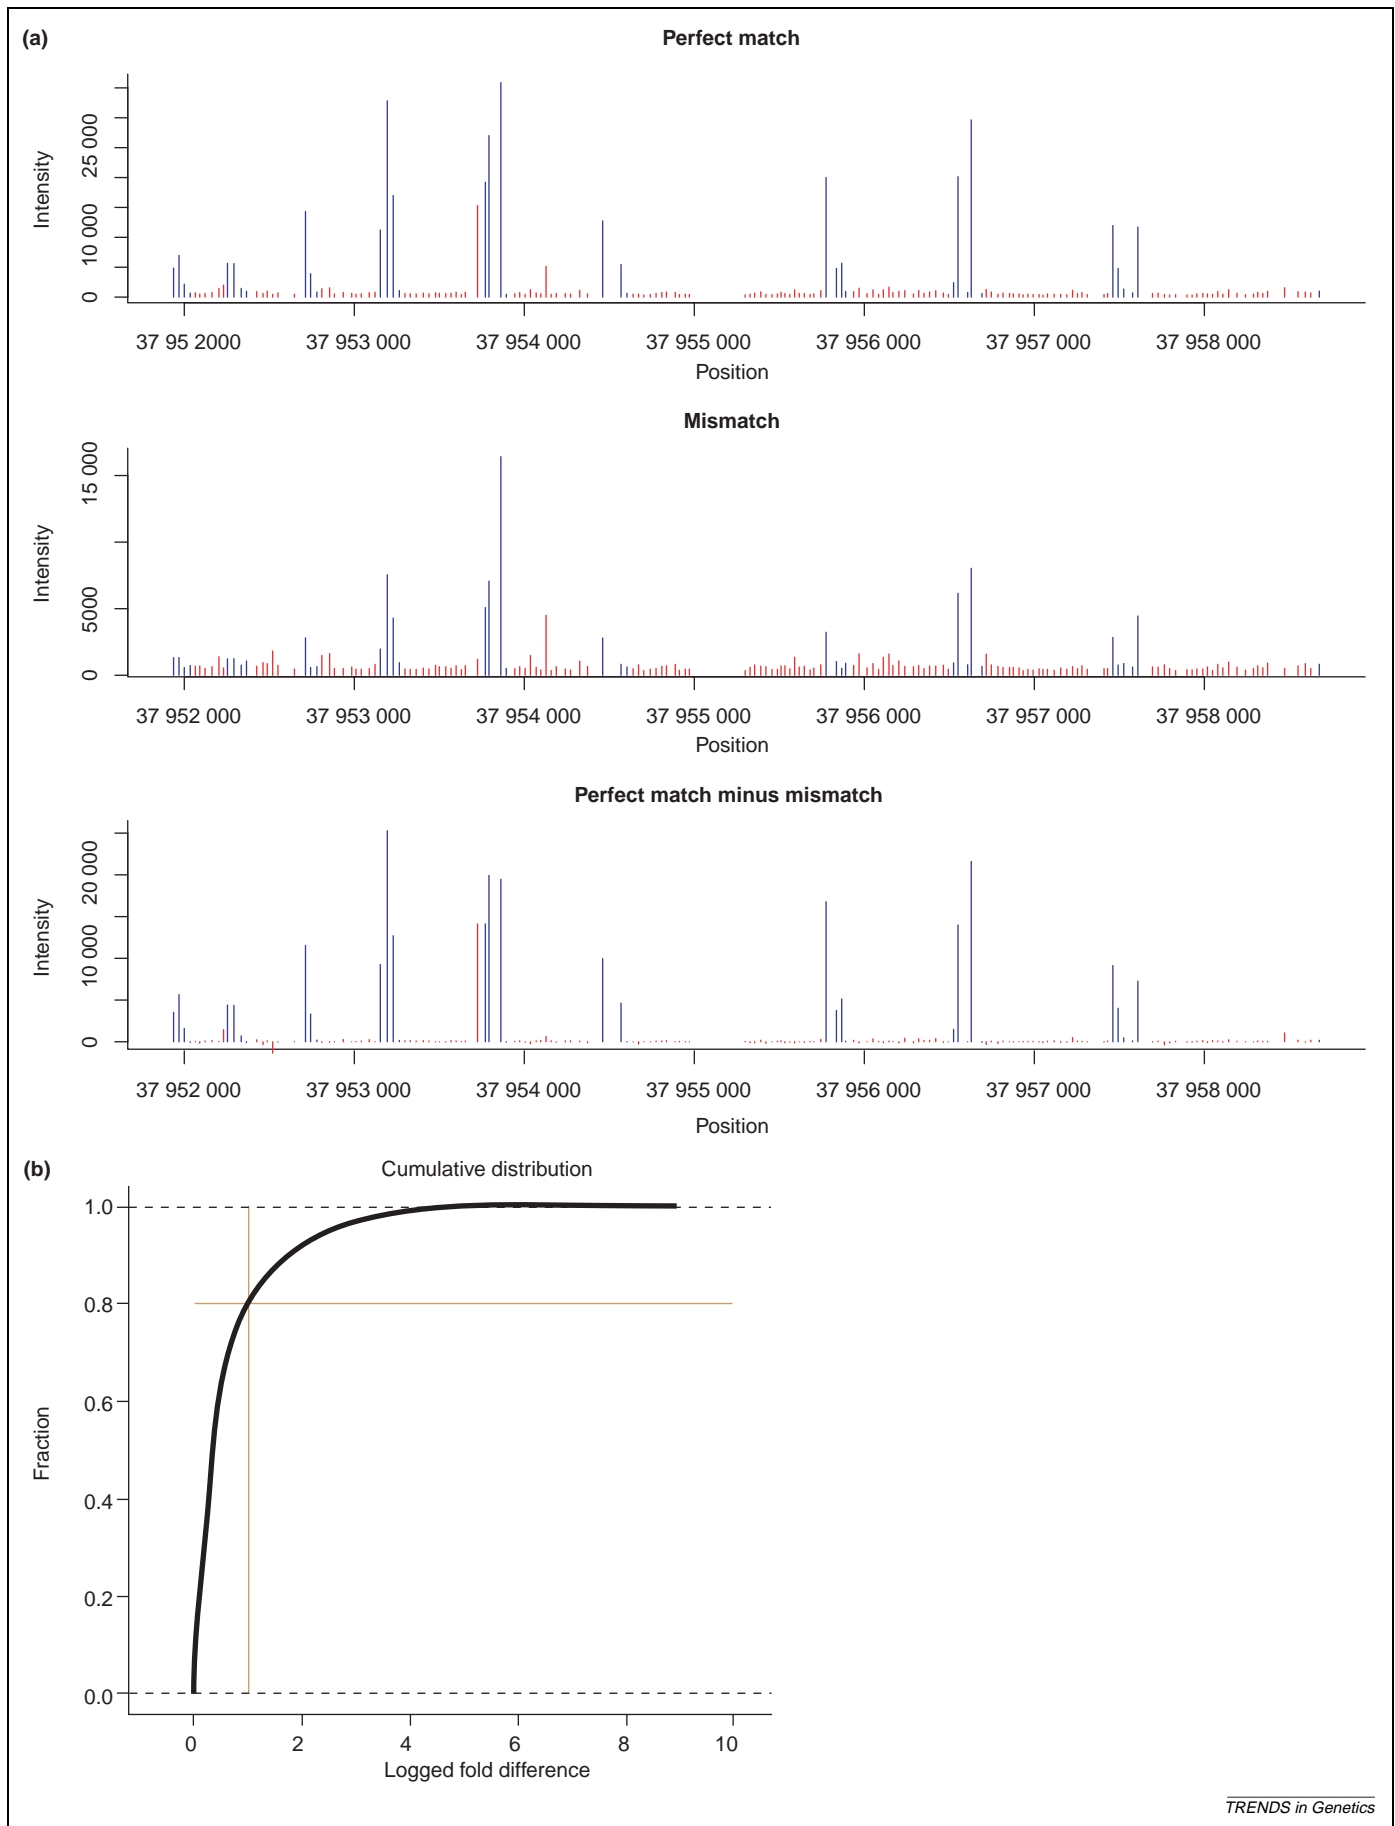 (a)
Perfect match
Intensity
0
10 000
25 000
37 95 2000
37 953 000
37 954 000
37 955 000
37 956 000
37 957 000
37 958 000
Position
Mismatch
Intensity
0
5000
15 000
37 952 000
37 953 000
37 954 000
37 955 000
37 956 000
37 957 000
37 958 000
Position
Perfect match minus mismatch
Intensity
0
10 000
20 000
37 952 000
37 953 000
37 954 000
37 955 000
37 956 000
37 957 000
37 958 000
Position
(b)
Cumulative distribution
Fraction
1.0
0.8
0.6
0.4
0.2
0.0
0
2
4
6
8
10
Logged fold difference
TRENDS in Genetics